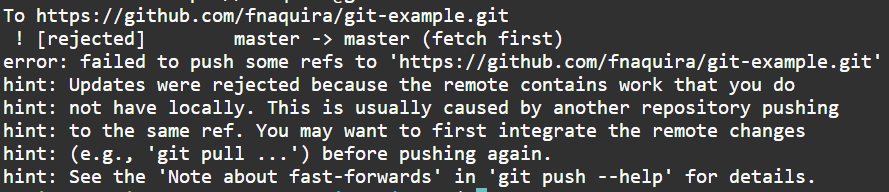 To https://github.com/fnaquira/git-example.git
 ! [rejected]        master -> master (fetch first)
error: failed to push some refs to 'https://github.com/fnaquira/git-example.git'
hint: Updates were rejected because the remote contains work that you do
hint: not have locally. This is usually caused by another repository pushing
hint: to the same ref. You may want to first integrate the remote changes
hint: (e.g., 'git pull ...') before pushing again.
hint: See the 'Note about fast-forwards' in 'git push --help' for details.